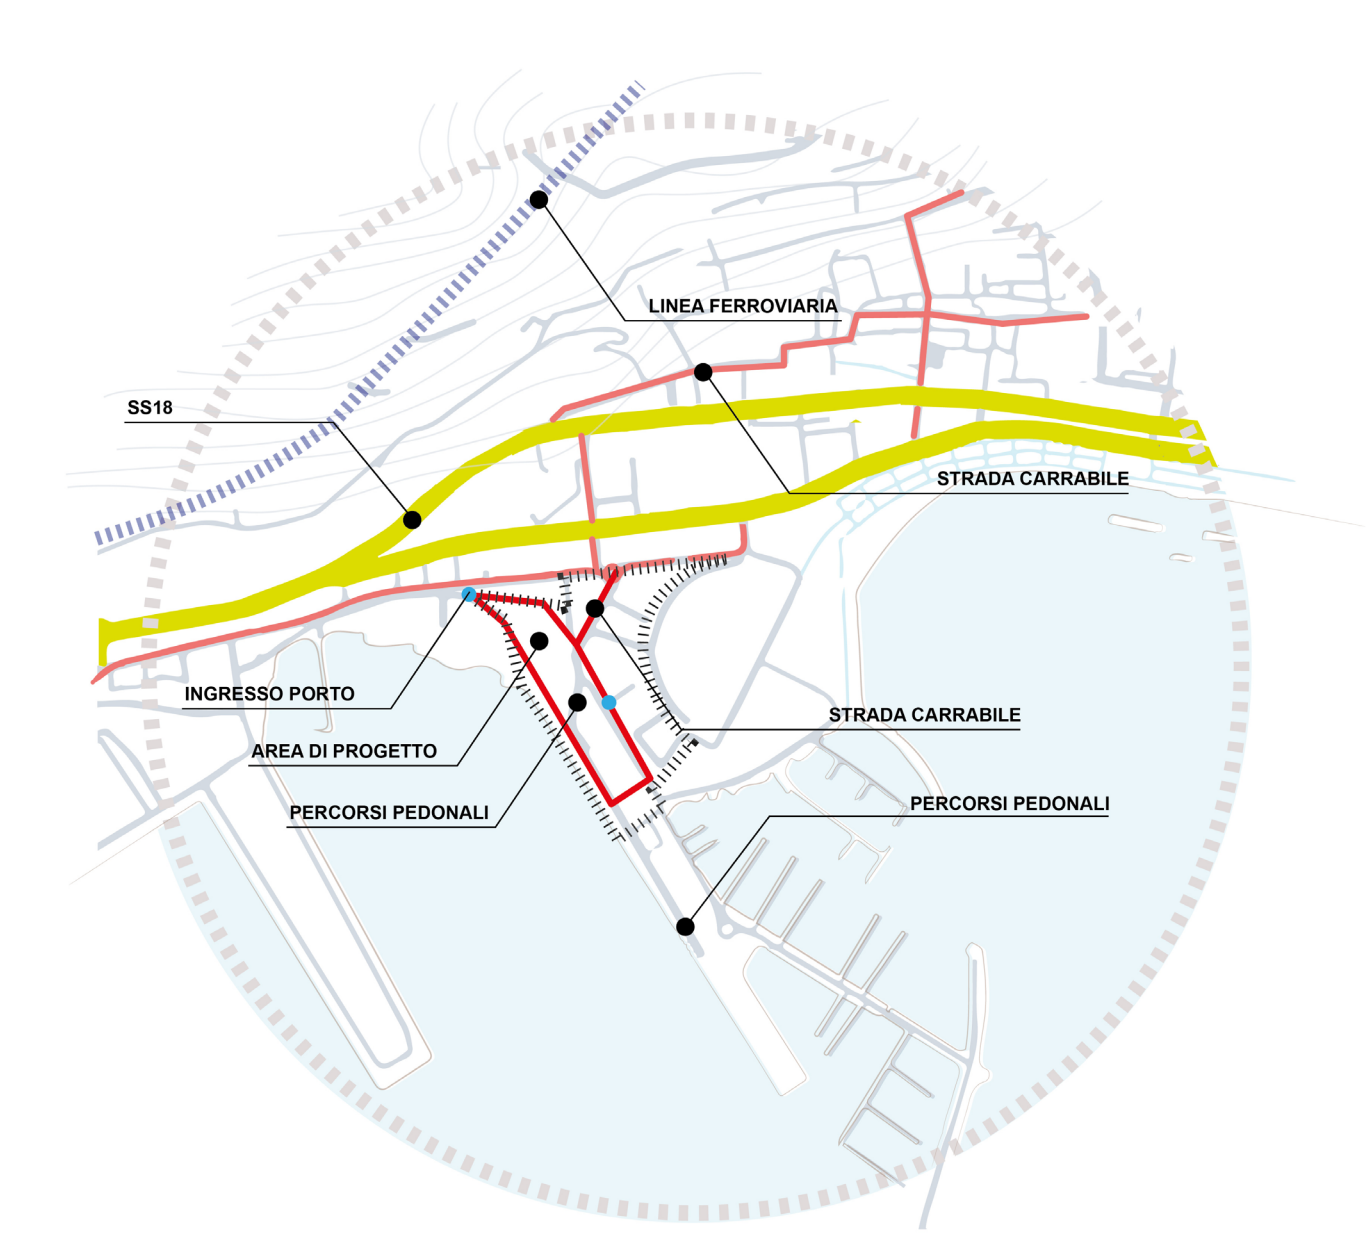 LINEA FERROVIARIA
SS18
STRADA CARRABILE
INGRESSO PORTO
STRADA CARRABILE
AREA DI PROGETTO
PERCORSI PEDONALI
PERCORSI PEDONALI